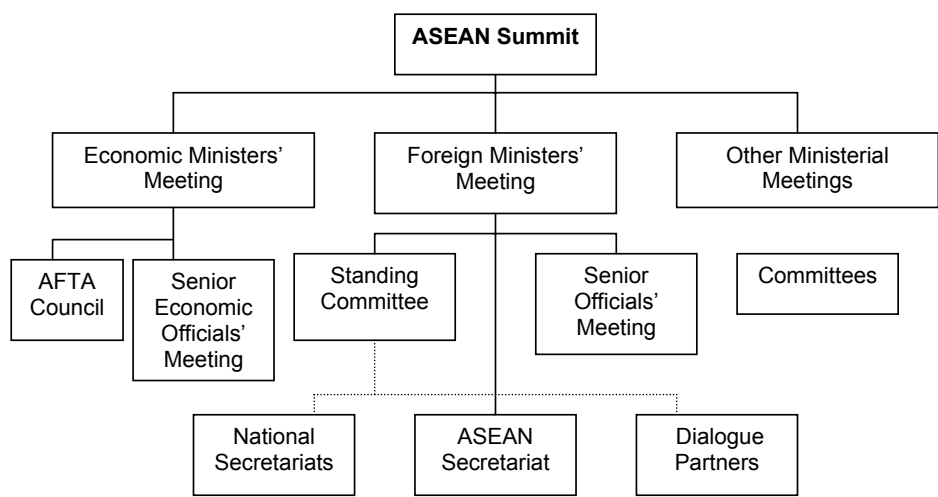 ASEAN Summit
Economic Ministers’
Meeting
Foreign Ministers’
Meeting
Other Ministerial
Meetings
AFTA
Council
Senior
Economic
Officials’
Meeting
Standing
Committee
Senior
Officials’
Meeting
Committees
National
Secretariats
ASEAN
Secretariat
Dialogue
Partners